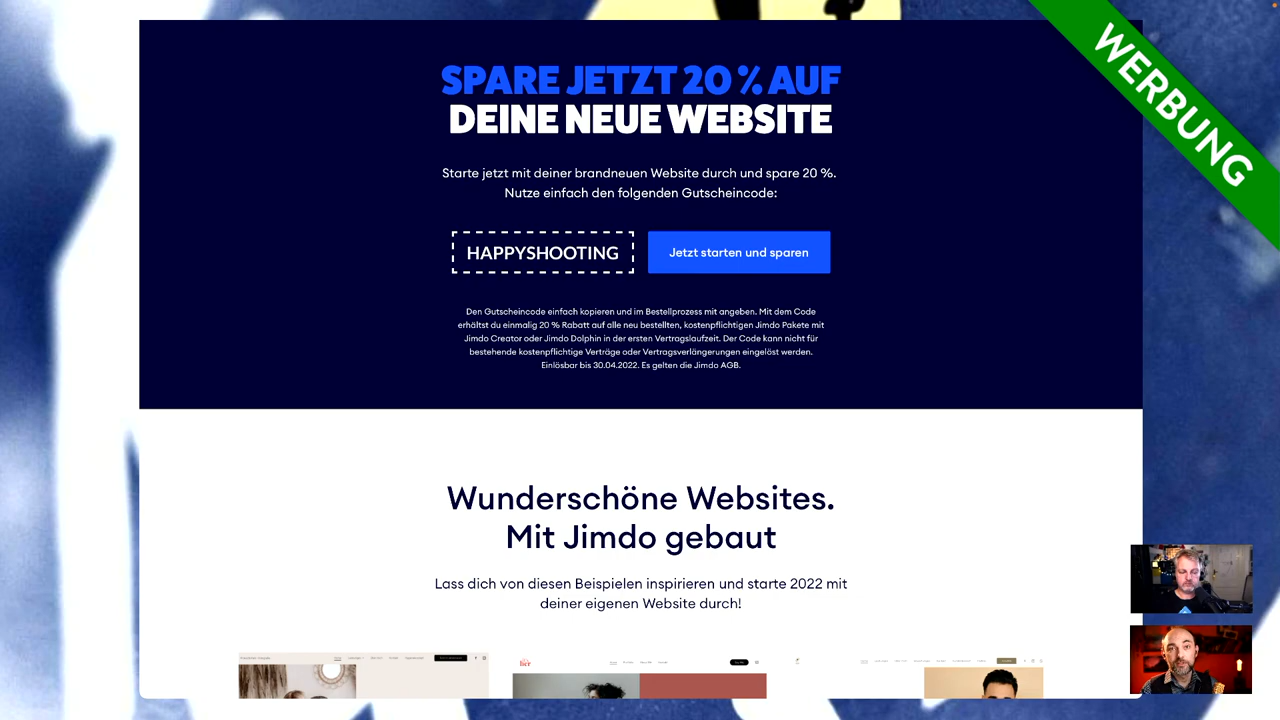 WERBUNG
SPARE JETZT 20 % AUF
DEINE NEUE WEBSITE
Starte jetzt mit deiner brandneuen Website durch und spare 20 %.
Nutze einfach den folgenden Gutscheincode:
HAPPYSHOOTING
Jetzt starten und sparen
Den Gutscheincode einfach kopieren und im Bestellprozess mit angeben. Mit dem Code
erhältst du einmalig 20 % Rabatt auf alle neu bestellten, kostenpflichtigen Jimdo Pakete mit
Jimdo Creator oder Jimdo Dolphin in der ersten Vertragslaufzeit. Der Code kann nicht für
bestehende kostenpflichtige Verträge oder Vertragsverlängerungen eingelöst werden.
Einlösbar bis 30.04.2022. Es gelten die Jimdo AGB.
Wunderschöne Websites.
Mit Jimdo gebaut
Lass dich von diesen Beispielen inspirieren und starte 2022 mit
deiner eigenen Website durch!